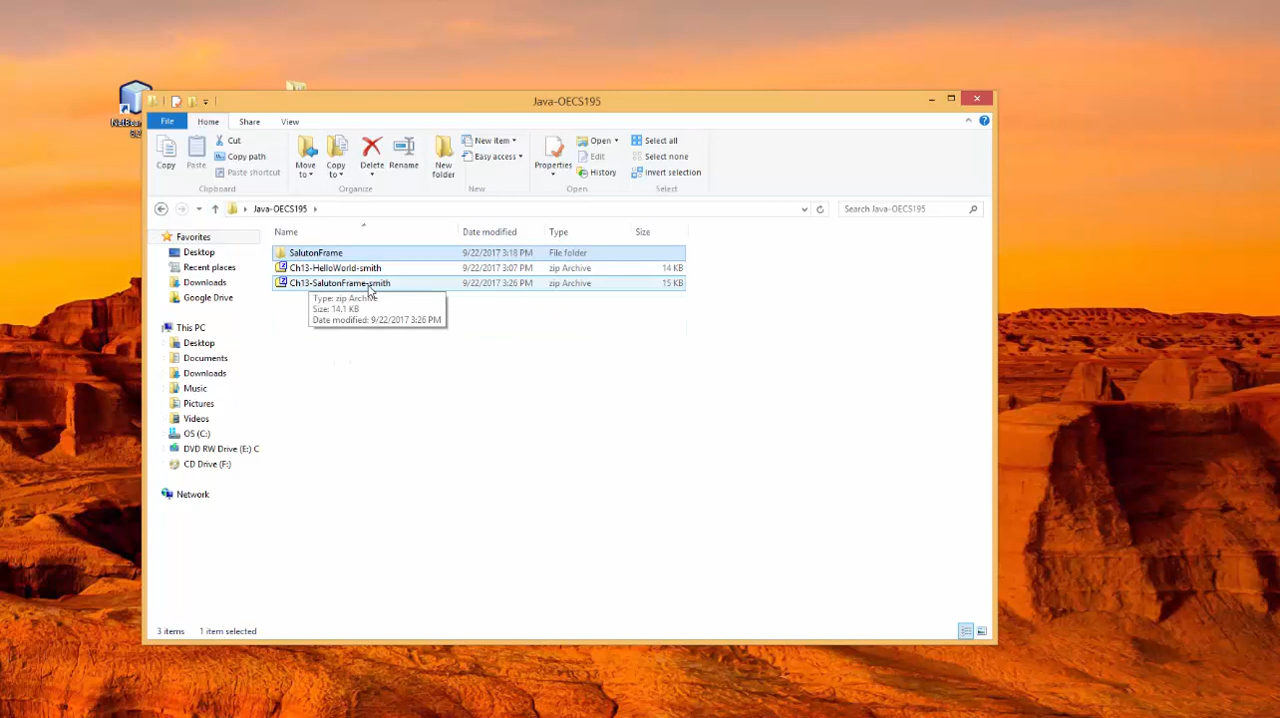 Java-OECS195
NetBean
8.2
File Home Share View
Copy
Paste
Cut
Copy path
Paste shortcut
Clipboard
Move to
Copy to
Delete
Rename
Organize
New folder
New item
Easy access
New
Properties
Open
Edit
History
Open
Select all
Select none
Invert selection
Select
Java-OECS195
Search Java-OECS195
Name Date modified Type Size
SalutonFrame 9/22/2017 3:18 PM File folder
Ch13-HelloWorld-smith 9/22/2017 3:07 PM zip Archive 14 KB
Ch13-SalutonFrame-smith 9/22/2017 3:26 PM zip Archive 15 KB
Type: zip Archive
Size: 14.1 KB
Date modified: 9/22/2017 3:26 PM
Favorites
Desktop
Recent places
Downloads
Google Drive
This PC
Desktop
Documents
Downloads
Music
Pictures
Videos
OS (C:)
DVD RW Drive (E:) C
CD Drive (F:)
Network
3 items 1 item selected